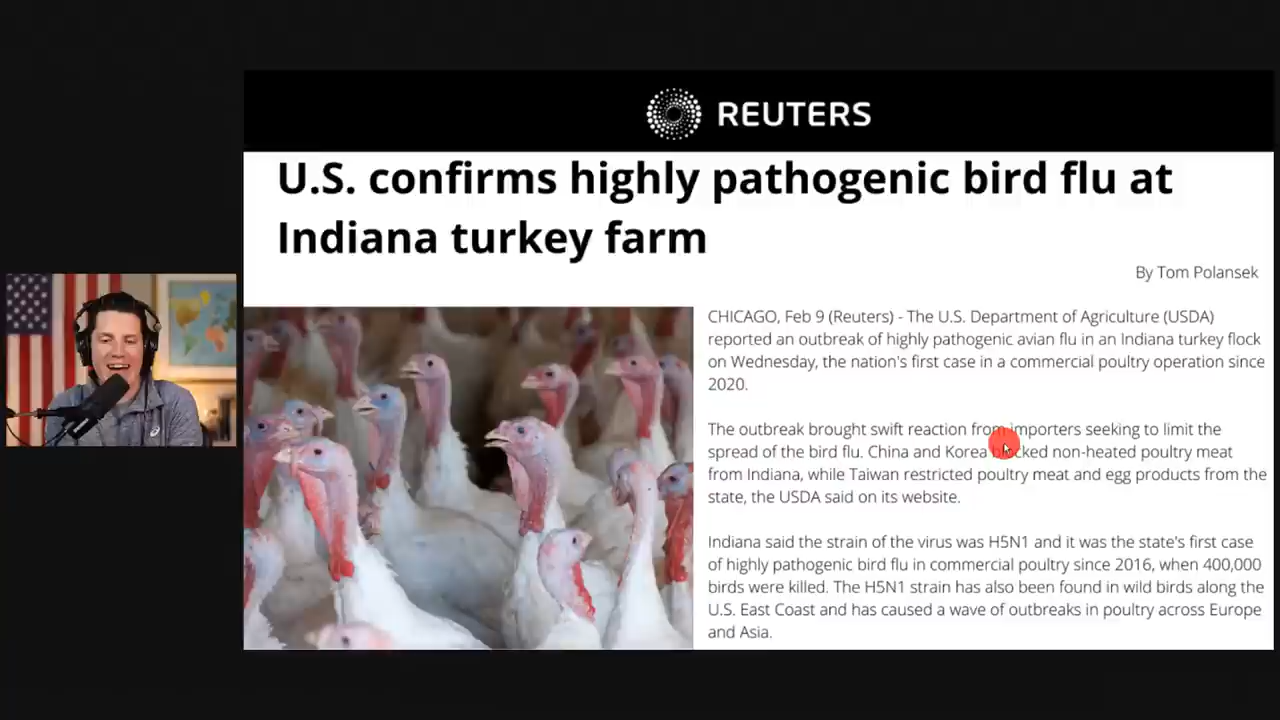 REUTERS
U.S. confirms highly pathogenic bird flu at
Indiana turkey farm
By Tom Polansek
CHICAGO, Feb 9 (Reuters) - The U.S. Department of Agriculture (USDA)
reported an outbreak of highly pathogenic avian flu in an Indiana turkey flock
on Wednesday, the nation's first case in a commercial poultry operation since
2020.
The outbreak brought swift reaction from importers seeking to limit the
spread of the bird flu. China and Korea blocked non-heated poultry meat
from Indiana, while Taiwan restricted poultry meat and egg products from the
state, the USDA said on its website.
Indiana said the strain of the virus was H5N1 and it was the state's first case
of highly pathogenic bird flu in commercial poultry since 2016, when 400,000
birds were killed. The H5N1 strain has also been found in wild birds along the
U.S. East Coast and has caused a wave of outbreaks in poultry across Europe
and Asia.